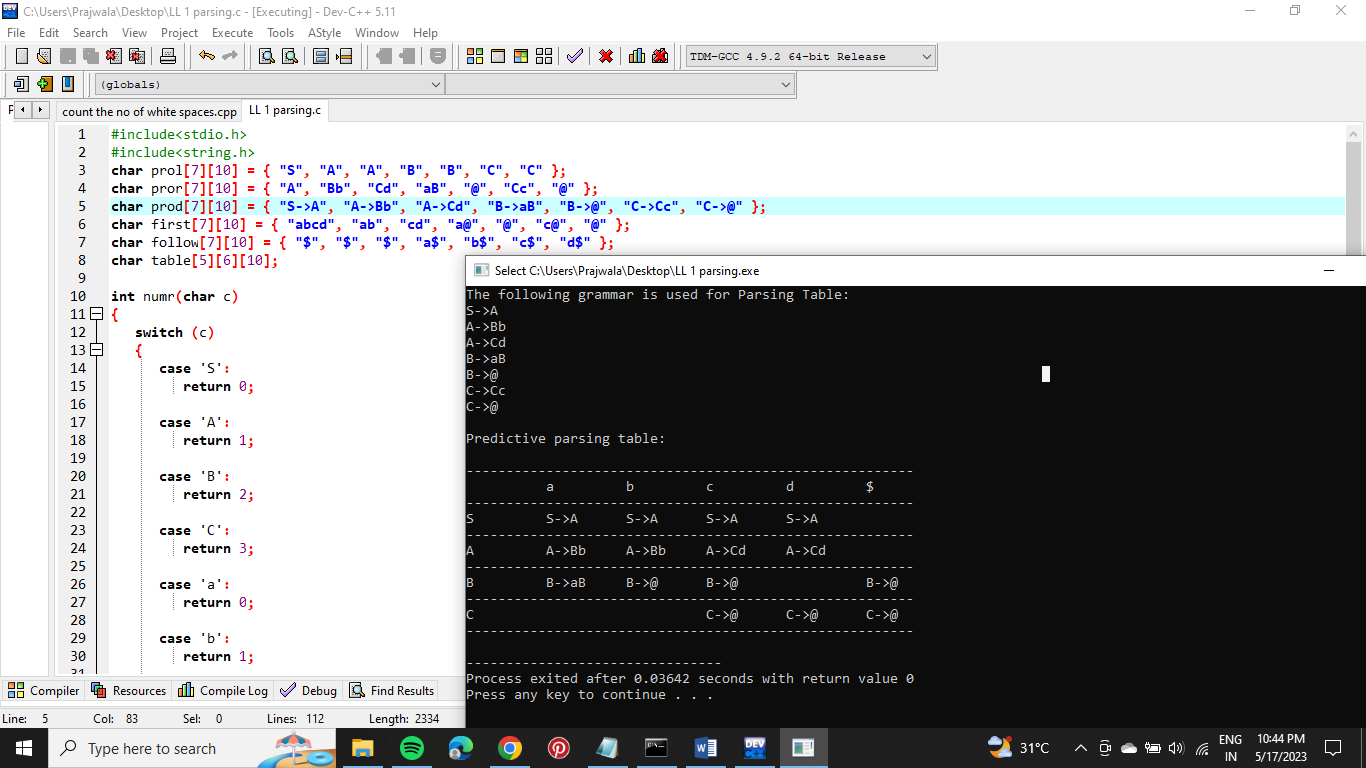 C:\Users\Prajwala\Desktop\LL 1 parsing.c - [Executing] - Dev-C++ 5.11
File Edit Search View Project Execute Tools AStyle Window Help
TDM-GCC 4.9.2 64-bit Release
(globals)
P count the no of white spaces.cpp LL 1 parsing.c
1 #include<stdio.h>
2 #include<string.h>
3 char prol[7][10] = { "S", "A", "A", "B", "B", "C", "C" };
4 char pror[7][10] = { "A", "Bb", "Cd", "aB", "@", "Cc", "@" };
5 char prod[7][10] = { "S->A", "A->Bb", "A->Cd", "B->aB", "B->@", "C->Cc", "C->@" };
6 char first[7][10] = { "abcd", "ab", "cd", "a@", "@", "c@", "@" };
7 char follow[7][10] = { "$", "$", "$", "a$", "b$", "c$", "d$" };
8 char table[5][6][10];
9
10 int numr(char c)
11 {
12 switch (c)
13 {
14 case 'S':
15 return 0;
16
17 case 'A':
18 return 1;
19
20 case 'B':
21 return 2;
22
23 case 'C':
24 return 3;
25
26 case 'a':
27 return 0;
28
29 case 'b':
30 return 1;
31
Select C:\Users\Prajwala\Desktop\LL 1 parsing.exe
The following grammar is used for Parsing Table:
S->A
A->Bb
A->Cd
B->aB
B->@
C->Cc
C->@
Predictive parsing table:
--------------------------------------------------------
a b c d $
--------------------------------------------------------
S S->A S->A S->A S->A
--------------------------------------------------------
A A->Bb A->Bb A->Cd A->Cd
--------------------------------------------------------
B B->aB B->@ B->@ B->@
--------------------------------------------------------
C C->@ C->@ C->@
--------------------------------------------------------
--------------------------------
Process exited after 0.03642 seconds with return value 0
Press any key to continue . . .
Compiler Resources Compile Log Debug Find Results
Line: 5 Col: 83 Sel: 0 Lines: 112 Length: 2334
Type here to search
DEV
31°C
ENG
IN
10:44 PM
5/17/2023